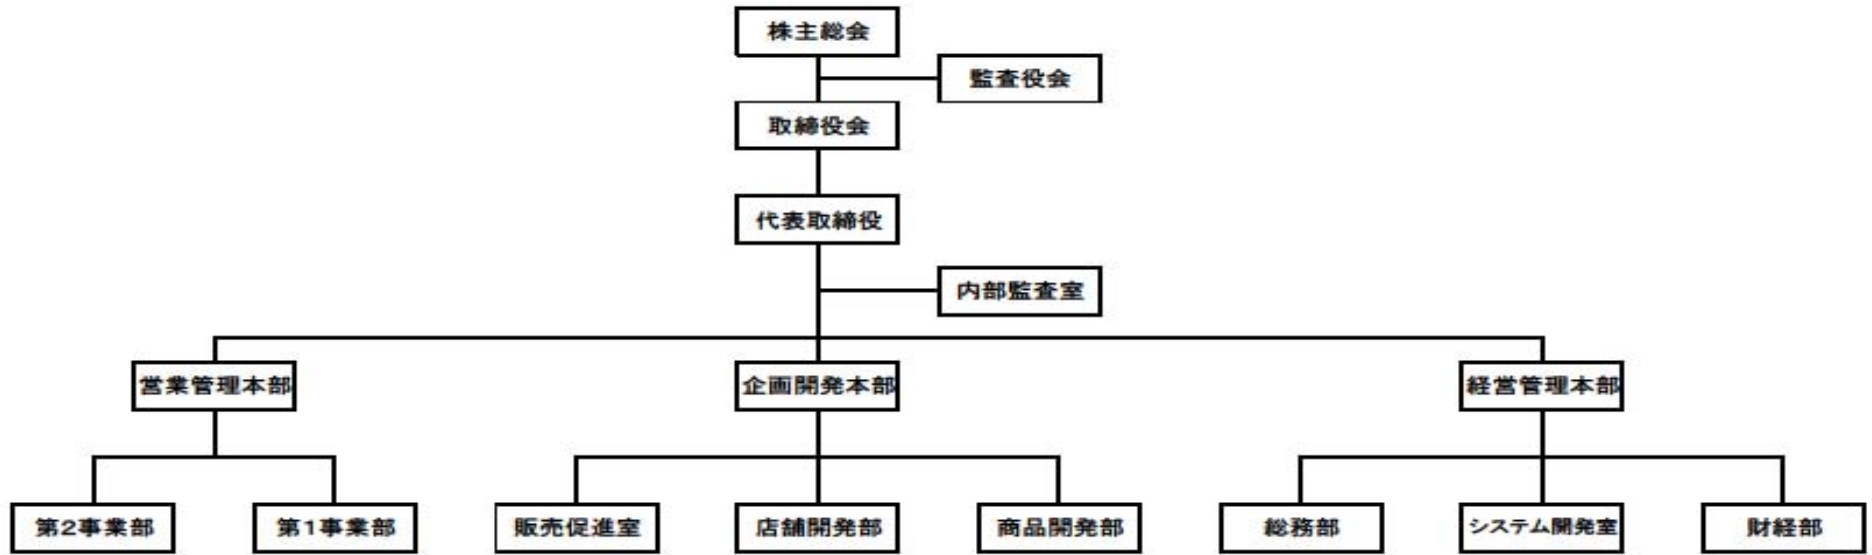 株主総会
監査役会
取締役会
代表取締役
内部監査室
営業管理本部
企画開発本部
経営管理本部
第2事業部
第1事業部
販売促進室
店舗開発部
商品開発部
総務部
システム開発室
財経部